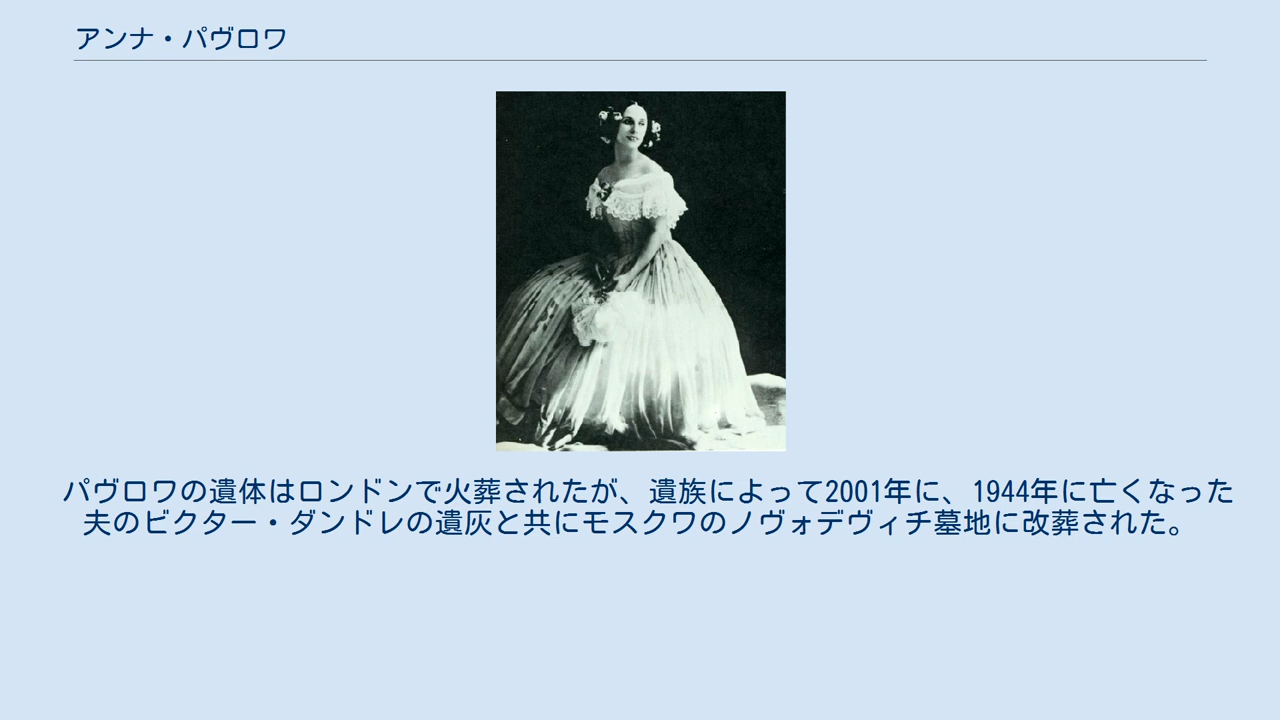 アンナ・パヴロワ
パヴロワの遺体はロンドンで火葬されたが、遺族によって2001年に、1944年に亡くなった
夫のビクター・ダンドレの遺灰と共にモスクワのノヴォデヴィチ墓地に改葬された。